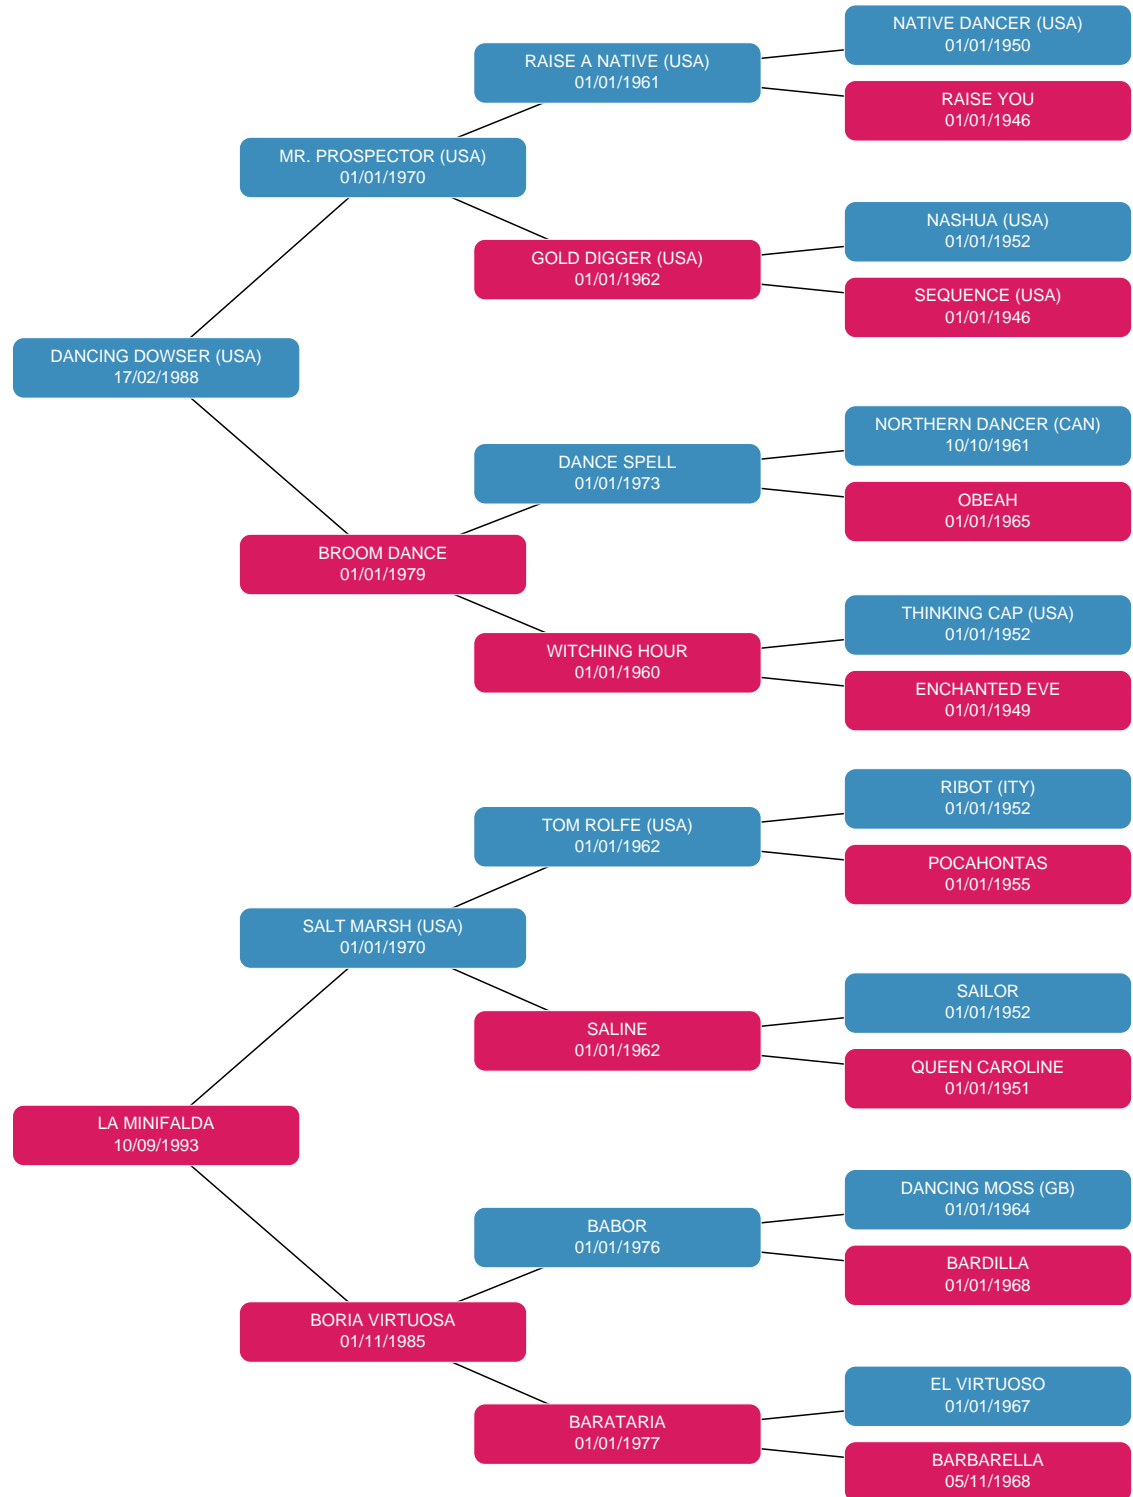 NATIVE DANCER (USA)
01/01/1950
RAISE A NATIVE (USA)
01/01/1961
RAISE YOU
01/01/1946
MR. PROSPECTOR (USA)
01/01/1970
NASHUA (USA)
01/01/1952
GOLD DIGGER (USA)
01/01/1962
SEQUENCE (USA)
01/01/1946
DANCING DOWSER (USA)
17/02/1988
NORTHERN DANCER (CAN)
10/10/1961
DANCE SPELL
01/01/1973
OBEAH
01/01/1965
BROOM DANCE
01/01/1979
THINKING CAP (USA)
01/01/1952
WITCHING HOUR
01/01/1960
ENCHANTED EVE
01/01/1949
RIBOT (ITY)
01/01/1952
TOM ROLFE (USA)
01/01/1962
POCAHONTAS
01/01/1955
SALT MARSH (USA)
01/01/1970
SAILOR
01/01/1952
SALINE
01/01/1962
QUEEN CAROLINE
01/01/1951
LA MINIFALDA
10/09/1993
DANCING MOSS (GB)
01/01/1964
BABOR
01/01/1976
BARDILLA
01/01/1968
BORIA VIRTUOSA
01/11/1985
EL VIRTUOSO
01/01/1967
BARATARIA
01/01/1977
BARBARELLA
05/11/1968